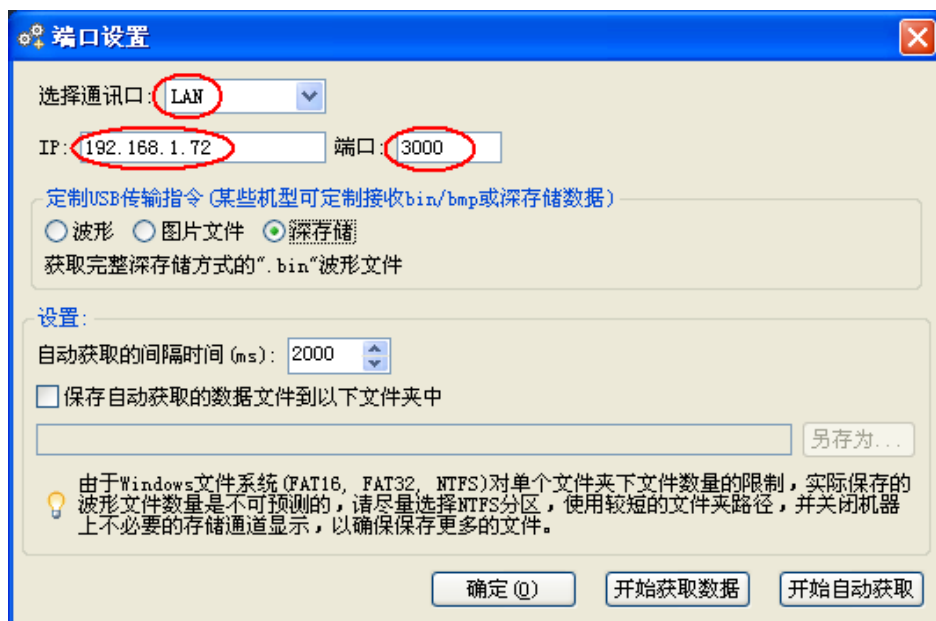 端口设置
选择通讯口: LAN
IP: 192.168.1.72 端口: 3000
定制USB传输指令(某些机型可定制接收bin/bmp或深存储数据)
波形 图片文件 深存储
获取完整深存储方式的".bin"波形文件
设置:
自动获取的间隔时间(ms): 2000
保存自动获取的数据文件到以下文件夹中
另存为...
由于Windows文件系统(FAT16, FAT32, NTFS)对单个文件夹下文件数量的限制，实际保存的
波形文件数量是不可预测的，请尽量选择NTFS分区，使用较短的文件夹路径，并关闭机器
上不必要的存储通道显示，以确保保存更多的文件。
确定(O) 开始获取数据 开始自动获取